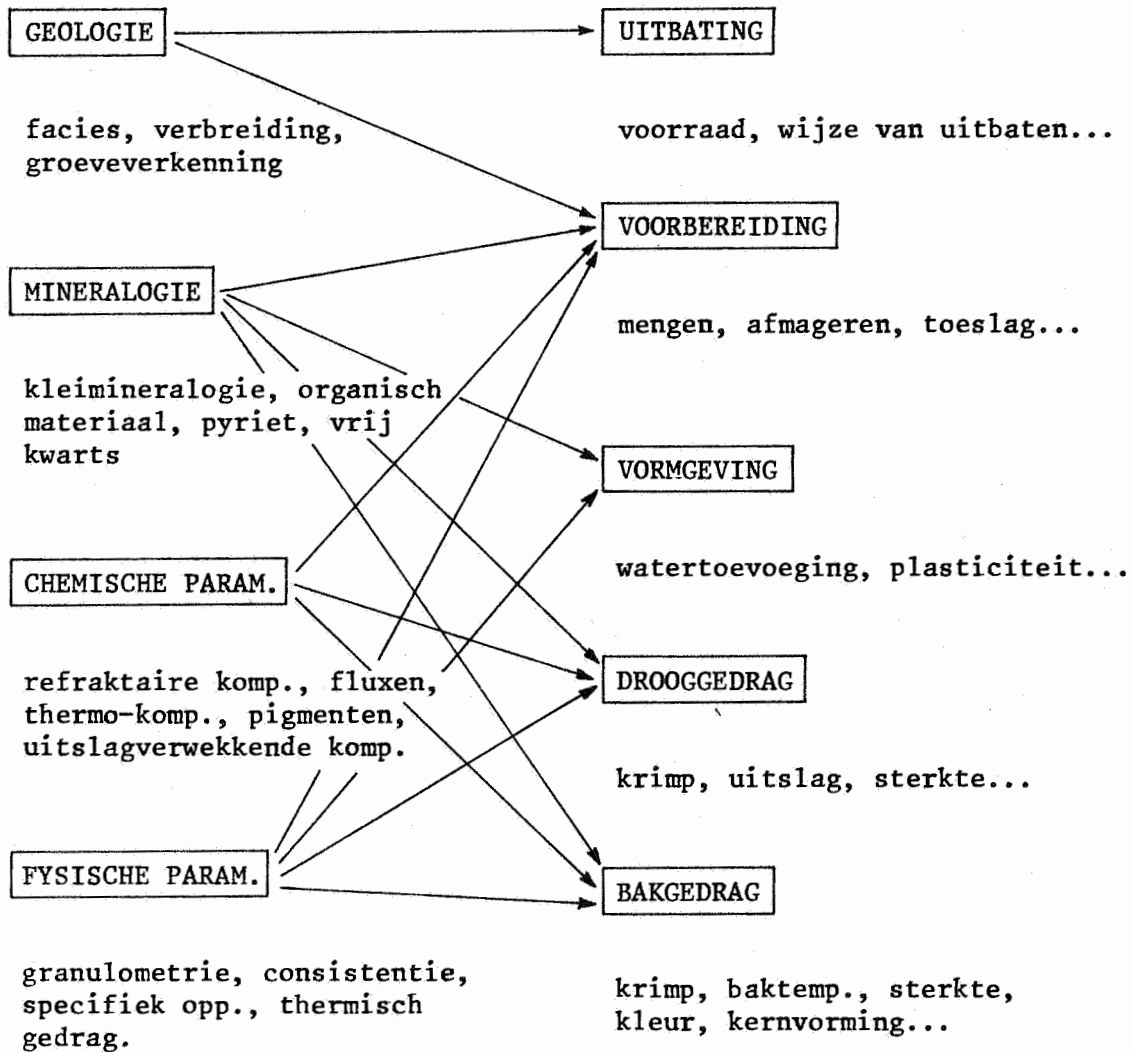 GEOLOGIE
facies, verbreiding,
groeveverkenning
MINERALOGIE
kleimineralogie, organisch
materiaal, pyriet, vrij
kwarts
CHEMISCHE PARAM.
refraktaire komp., fluxen,
thermo-komp., pigmenten,
uitslagverwekkende komp.
FYSISCHE PARAM.
granulometrie, consistentie,
specifiek opp., thermisch
gedrag.
UITBATING
voorraad, wijze van uitbaten...
VOORBEREIDING
mengen, afmageren, toeslag...
VORMGEVING
watertoevoeging, plasticiteit...
DROOGGEDRAG
krimp, uitslag, sterkte...
BAKGEDRAG
krimp, baktemp., sterkte,
kleur, kernvorming...